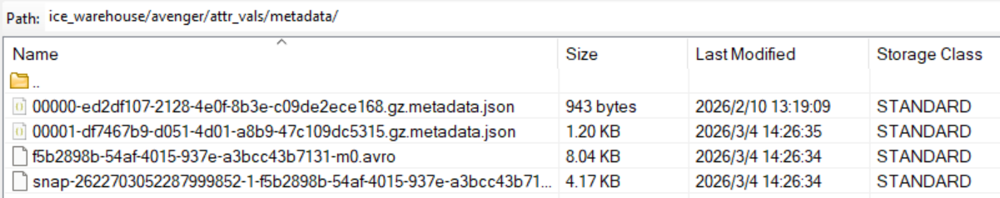 Path: ice_warehouse/avenger/attr_vals/metadata/
Name Size Last Modified Storage Class
..
00000-ed2df107-2128-4e0f-8b3e-c09de2ece168.gz.metadata.json 943 bytes 2026/2/10 13:19:09 STANDARD
00001-df7467b9-d051-4d01-a8b9-47c109dc5315.gz.metadata.json 1.20 KB 2026/3/4 14:26:35 STANDARD
f5b2898b-54af-4015-937e-a3bcc43b7131-m0.avro 8.04 KB 2026/3/4 14:26:34 STANDARD
snap-2622703052287999852-1-f5b2898b-54af-4015-937e-a3bcc43b71... 4.17 KB 2026/3/4 14:26:34 STANDARD